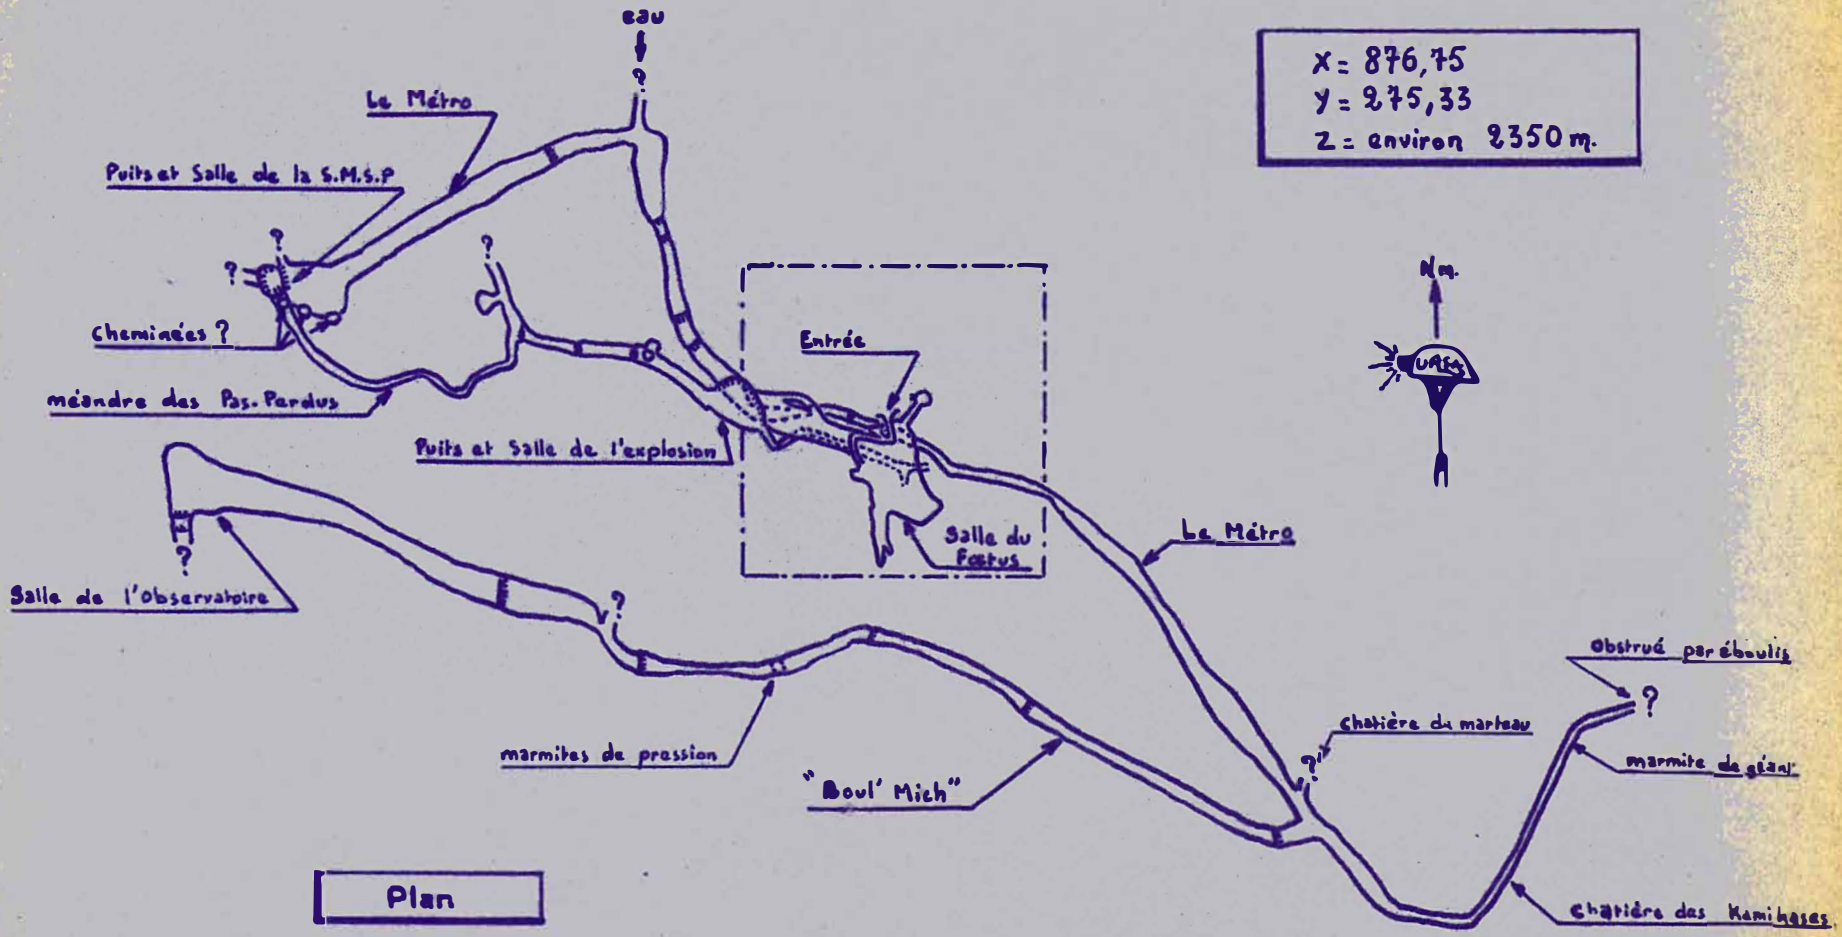 eau
?
Le Métro
X = 876,75
Y = 275,33
Z = environ 2350 m.
Puits et Salle de la S.M.S.P
?
?
?
Nm.
Cheminées ?
Entrée
méandre des Pas-Perdus
Puits et Salle de l'explosion
Salle du
Fœtus
Le Métro
?
Salle de l'Observatoire
?
Obstrué par éboulis
?
chatière du marteau
?
marmites de pression
marmite de géant
"Boul' Mich"
Plan
chatière des Kamikases